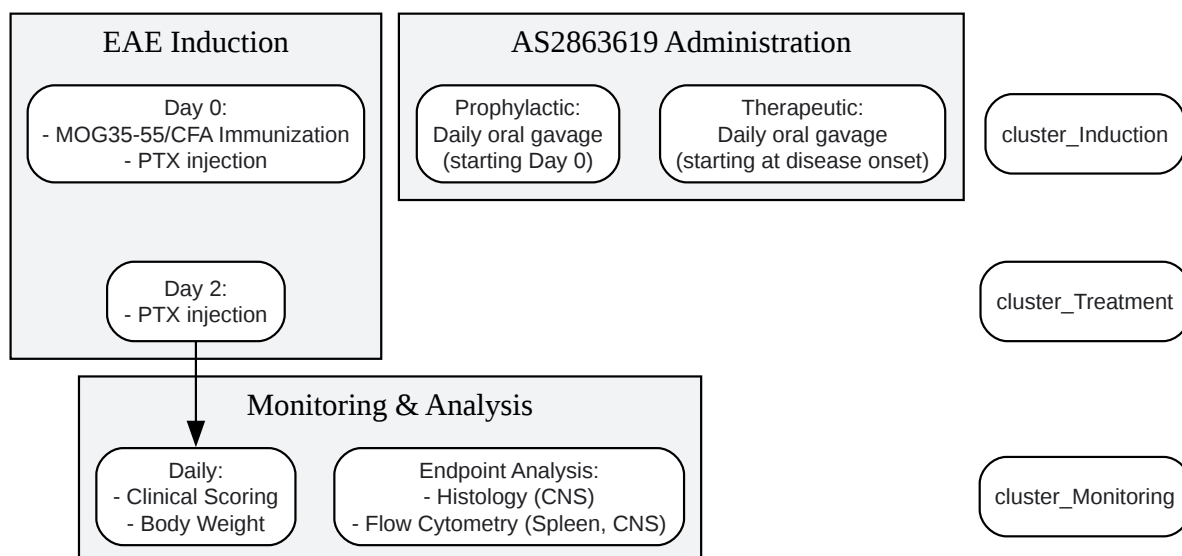 EAE Induction
Day 0:
- MOG35-55/CFA Immunization
- PTX injection
Day 2:
- PTX injection
AS2863619 Administration
Prophylactic:
Daily oral gavage
(starting Day 0)
Therapeutic:
Daily oral gavage
(starting at disease onset)
Monitoring & Analysis
Daily:
- Clinical Scoring
- Body Weight
Endpoint Analysis:
- Histology (CNS)
- Flow Cytometry (Spleen, CNS)
cluster_Induction
cluster_Treatment
cluster_Monitoring